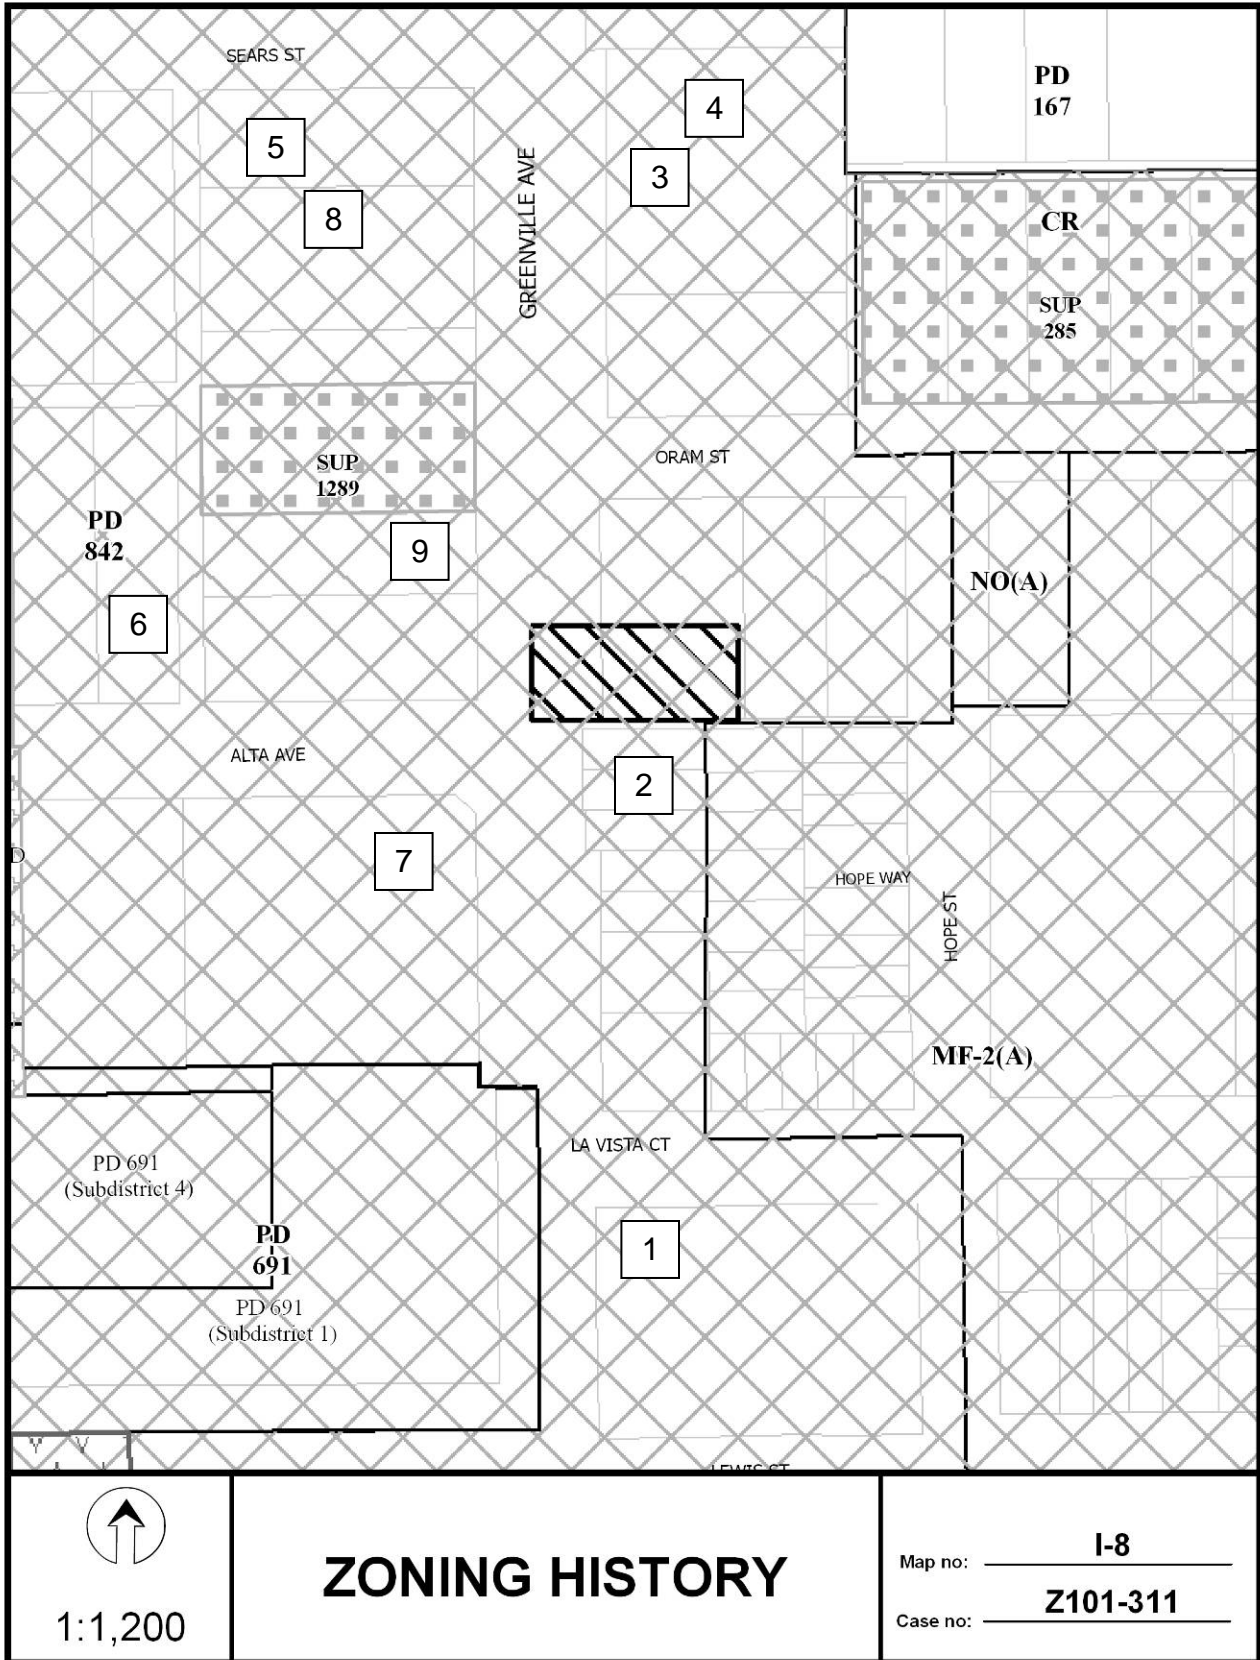 SEARS ST
4
PD
167
5
GREENVILLE AVE
3
8
CR
SUP
285
ORAM ST
SUP
1289
PD
842
9
NO(A)
6
ALTA AVE
2
7
D
HOPE WAY
HOPE ST
MF-2(A)
LA VISTA CT
PD 691
(Subdistrict 4)
PD
691
1
PD 691
(Subdistrict 1)
LEWIS ST
1:1,200
ZONING HISTORY
Map no: I-8
Case no: Z101-311